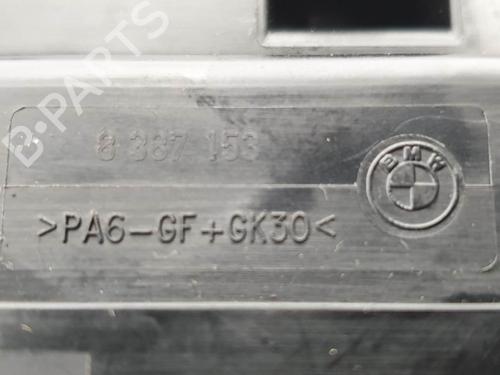 B-PARTS
8 387 153
BMW
>PA6-GF+GK30<